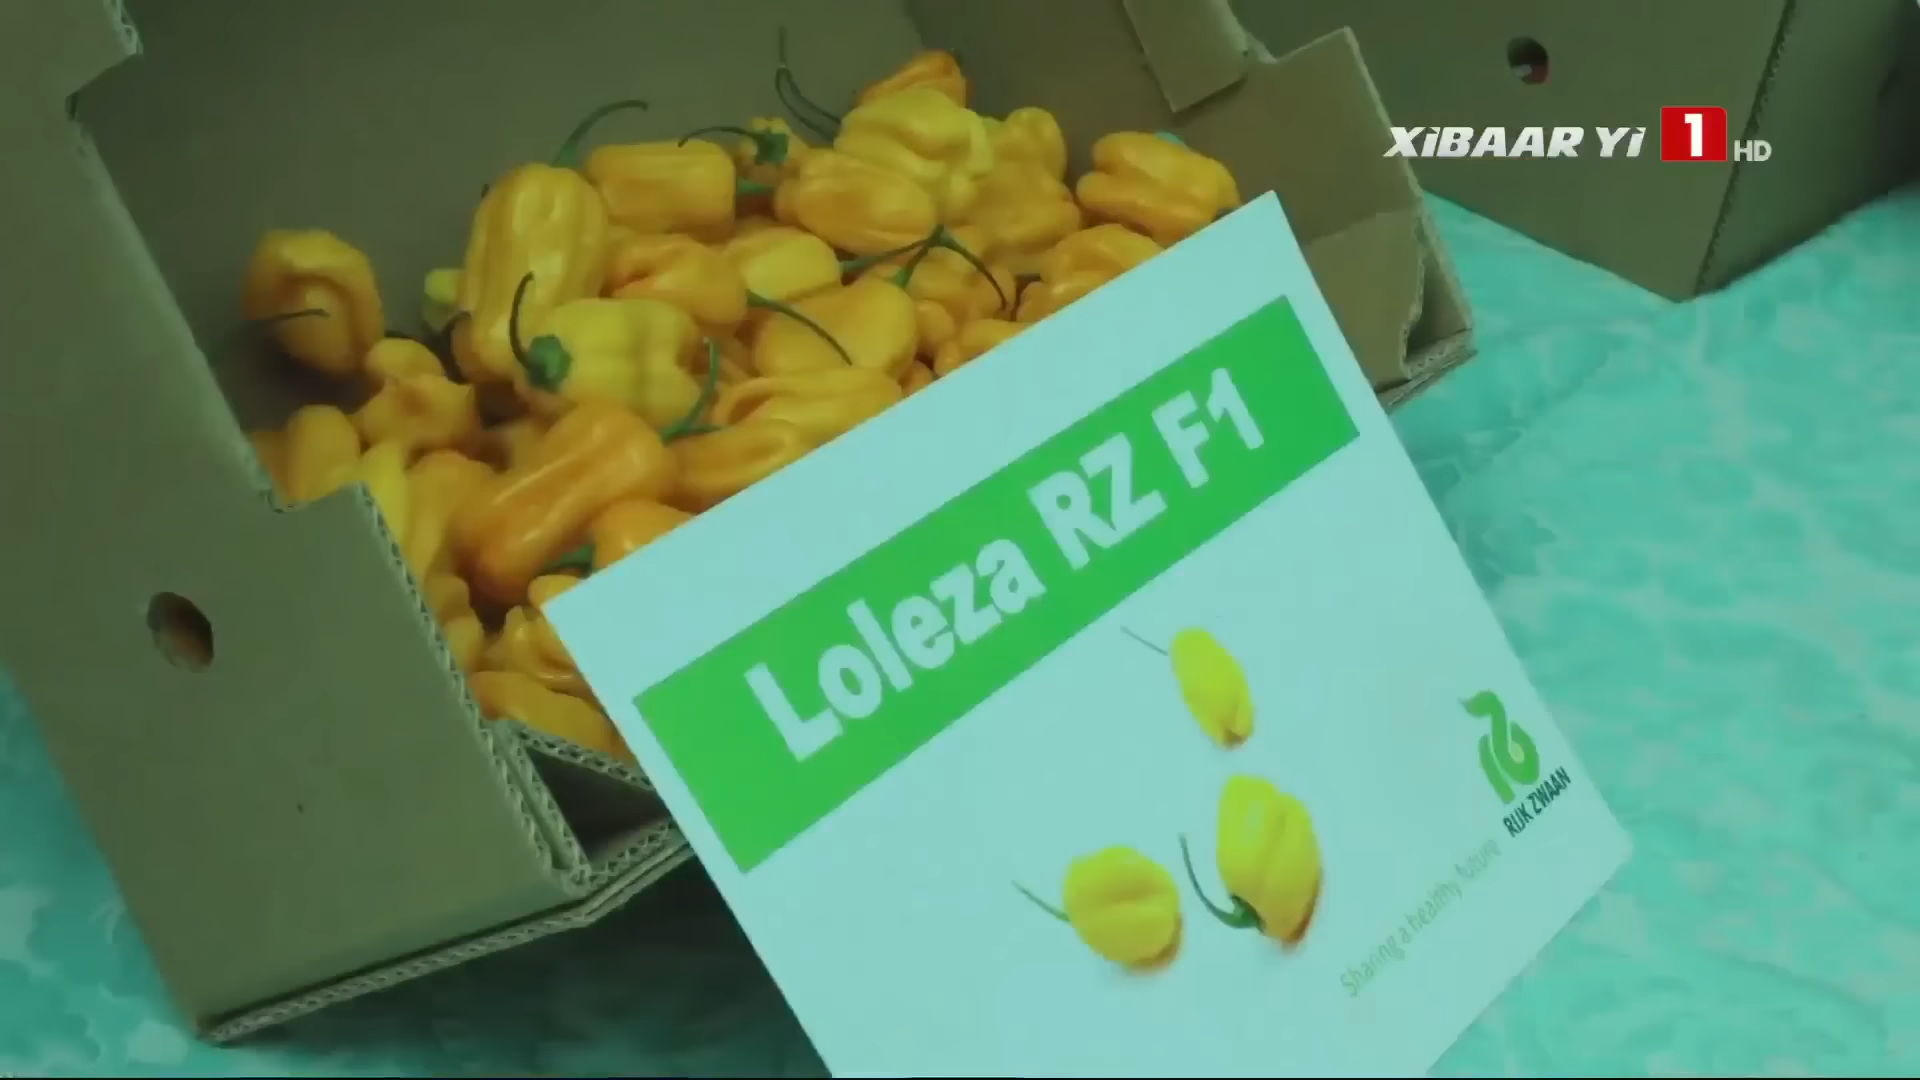 XiBAAR Yi 1 HD
Loleza RZ F1
RIJK ZWAAN
Sharing a healthy future